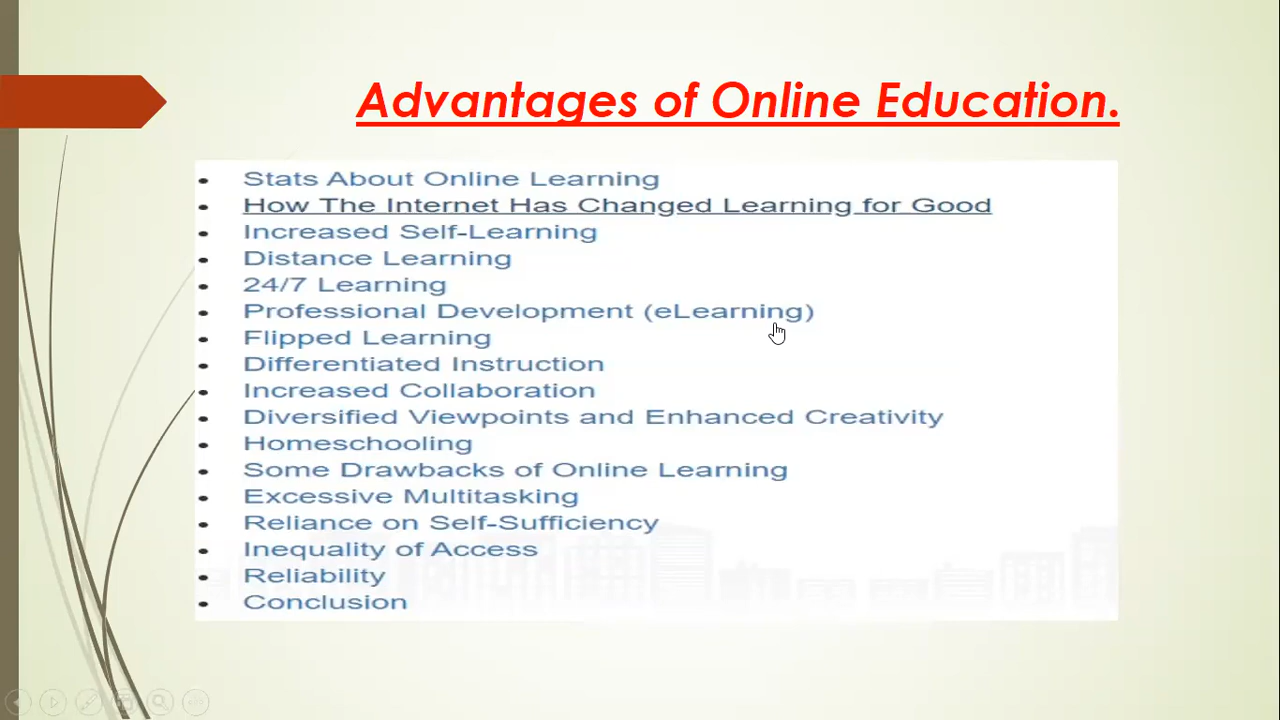 Advantages of Online Education.
• Stats About Online Learning
• How The Internet Has Changed Learning for Good
• Increased Self-Learning
• Distance Learning
• 24/7 Learning
• Professional Development (eLearning)
• Flipped Learning
• Differentiated Instruction
• Increased Collaboration
• Diversified Viewpoints and Enhanced Creativity
• Homeschooling
• Some Drawbacks of Online Learning
• Excessive Multitasking
• Reliance on Self-Sufficiency
• Inequality of Access
• Reliability
• Conclusion